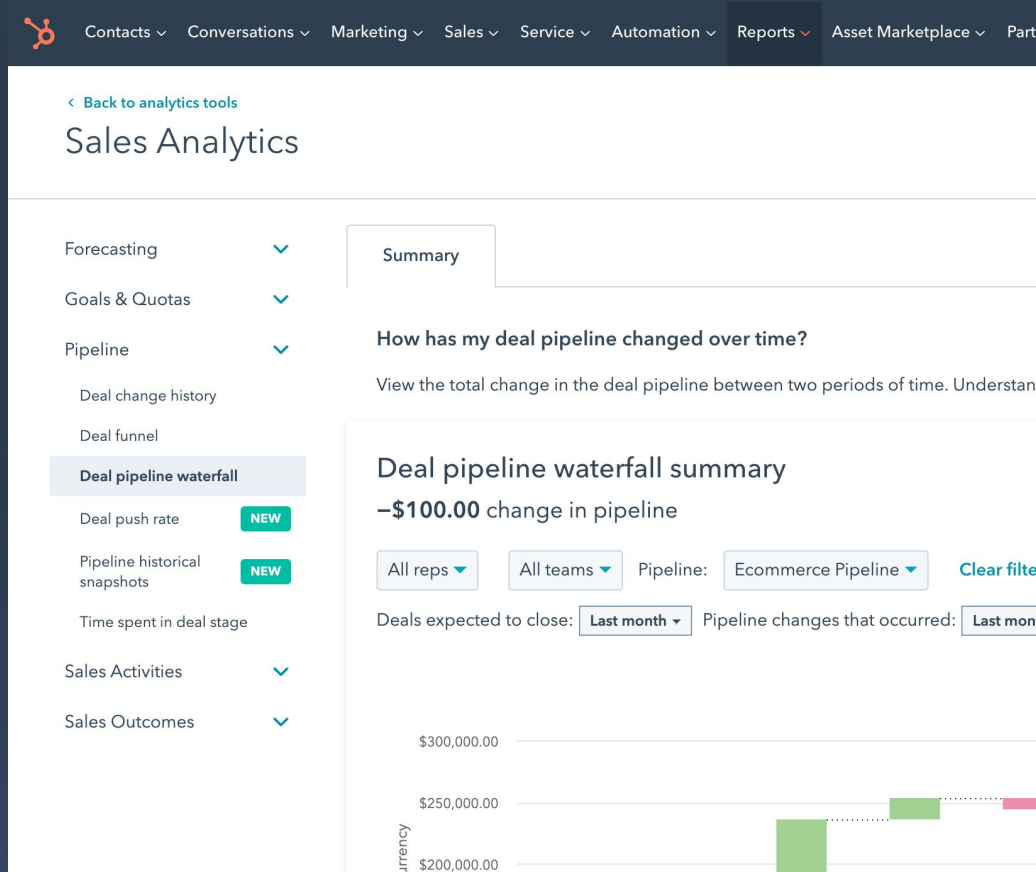 Contacts Conversations Marketing Sales Service Automation Reports Asset Marketplace
Back to analytics tools
Sales Analytics
Forecasting
Goals & Quotas
Pipeline
Deal change history
Deal funnel
Deal pipeline waterfall
Deal push rate NEW
Pipeline historical
snapshots NEW
Time spent in deal stage
Sales Activities
Sales Outcomes
Summary
How has my deal pipeline changed over time?
View the total change in the deal pipeline between two periods of time.
Deal pipeline waterfall summary
–$100.00 change in pipeline
All reps All teams Pipeline: Ecommerce Pipeline Clear
Deals expected to close: Last month Pipeline changes that occurred: Last
$300,000.00
$250,000.00
$200,000.00